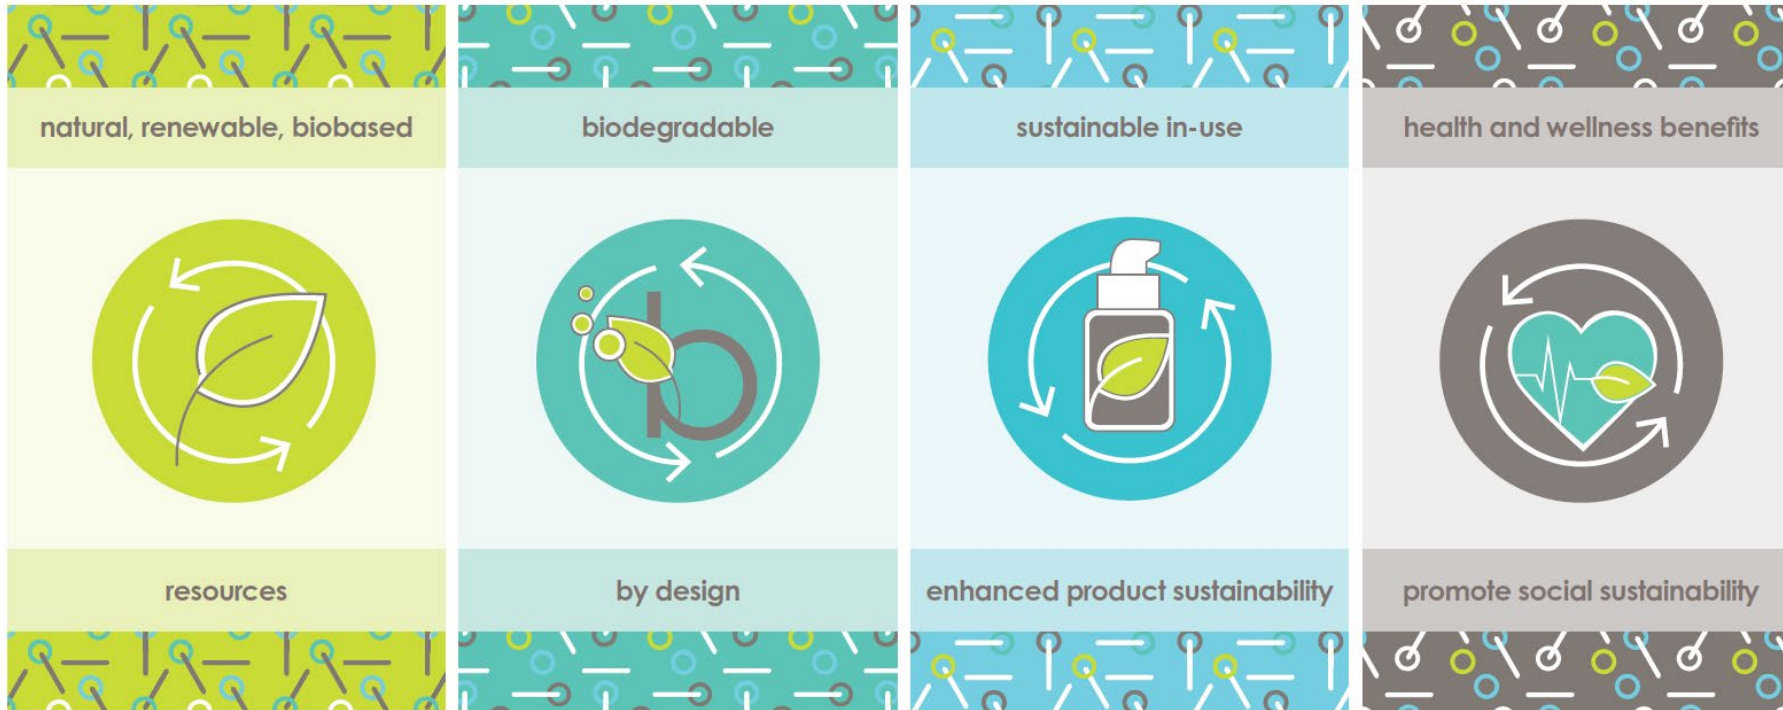 natural, renewable, biobased
resources
biodegradable
b
by design
sustainable in-use
enhanced product sustainability
health and wellness benefits
promote social sustainability